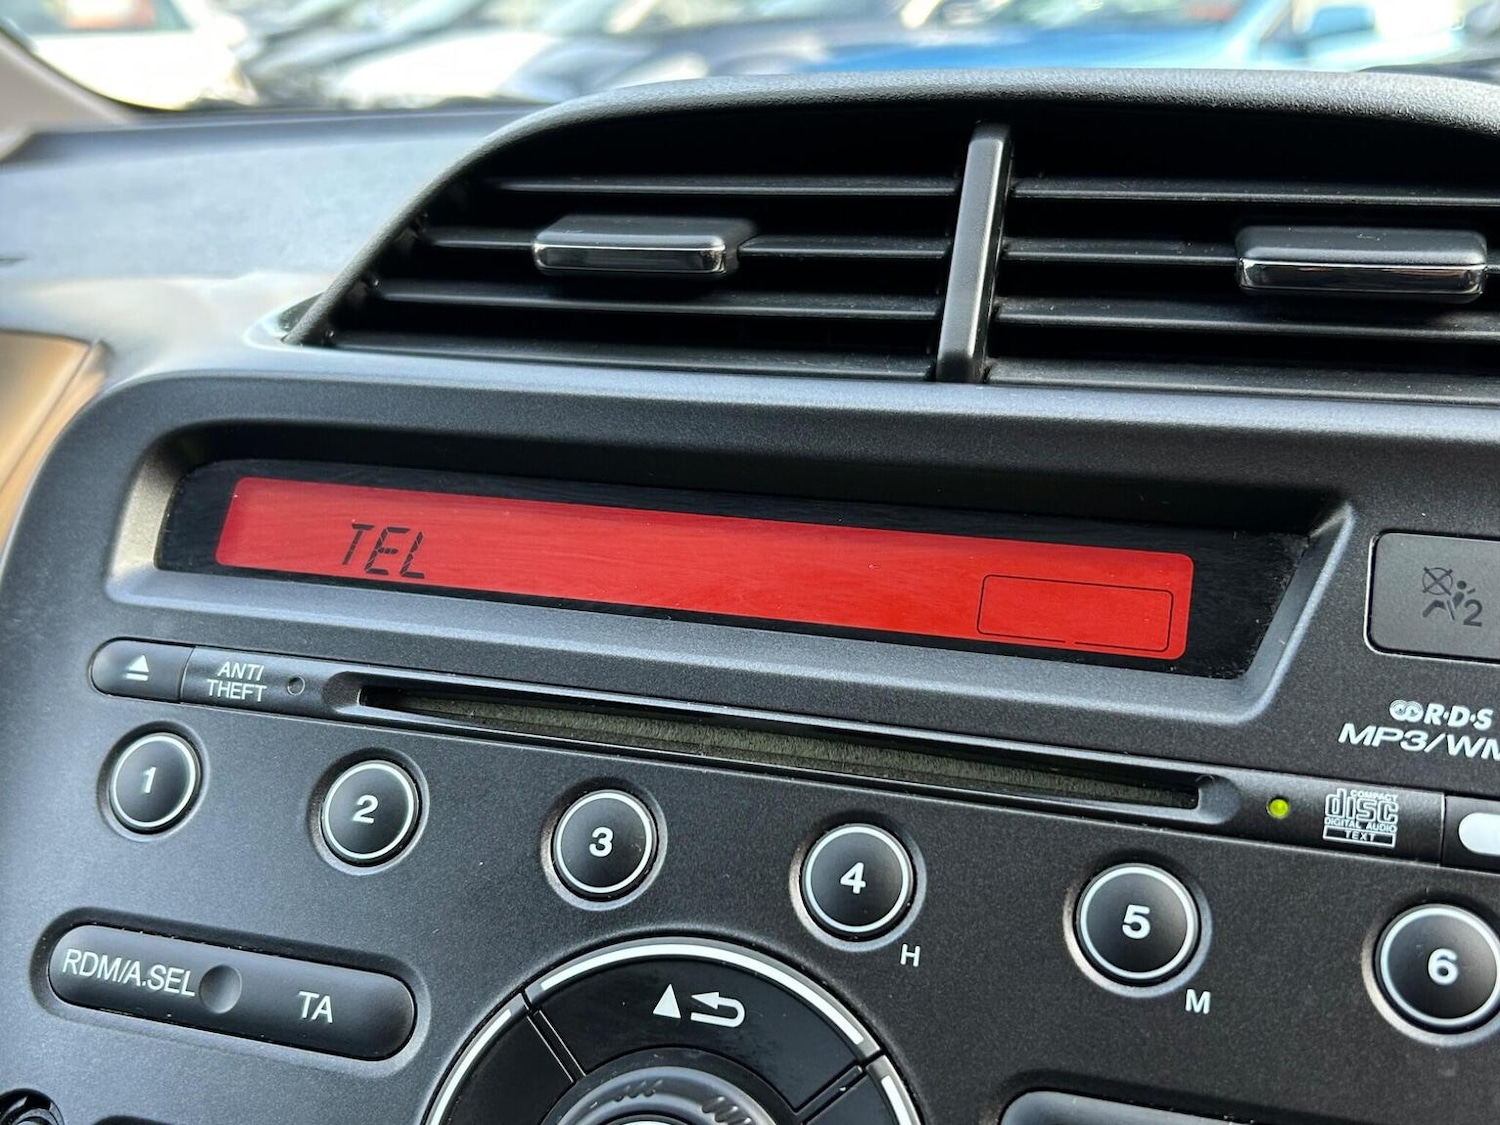 TEL
2
ANTI
THEFT
R·D·S
MP3/WM
COMPACT
disc
DIGITAL AUDIO
TEXT
1
2
3
4
5
6
H
M
RDM/A.SEL
TA